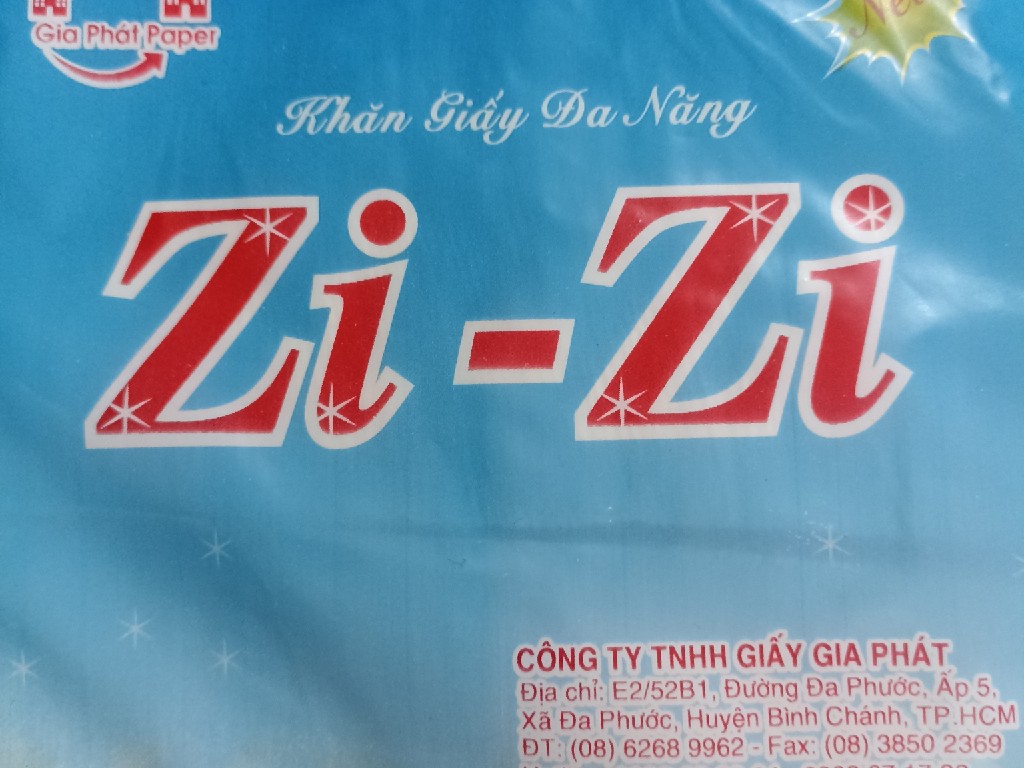 Gia Phát Paper
New
Khăn Giấy Đa Năng
Zi-Zi
CÔNG TY TNHH GIẤY GIA PHÁT
Địa chỉ: E2/52B1, Đường Đa Phước, Ấp 5,
Xã Đa Phước, Huyện Bình Chánh, TP.HCM
ĐT: (08) 6268 9962 - Fax: (08) 3850 2369